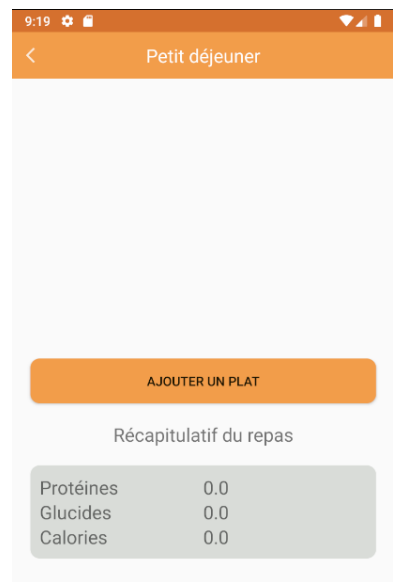 9:19
Petit déjeuner
AJOUTER UN PLAT
Récapitulatif du repas
Protéines 0.0
Glucides 0.0
Calories 0.0